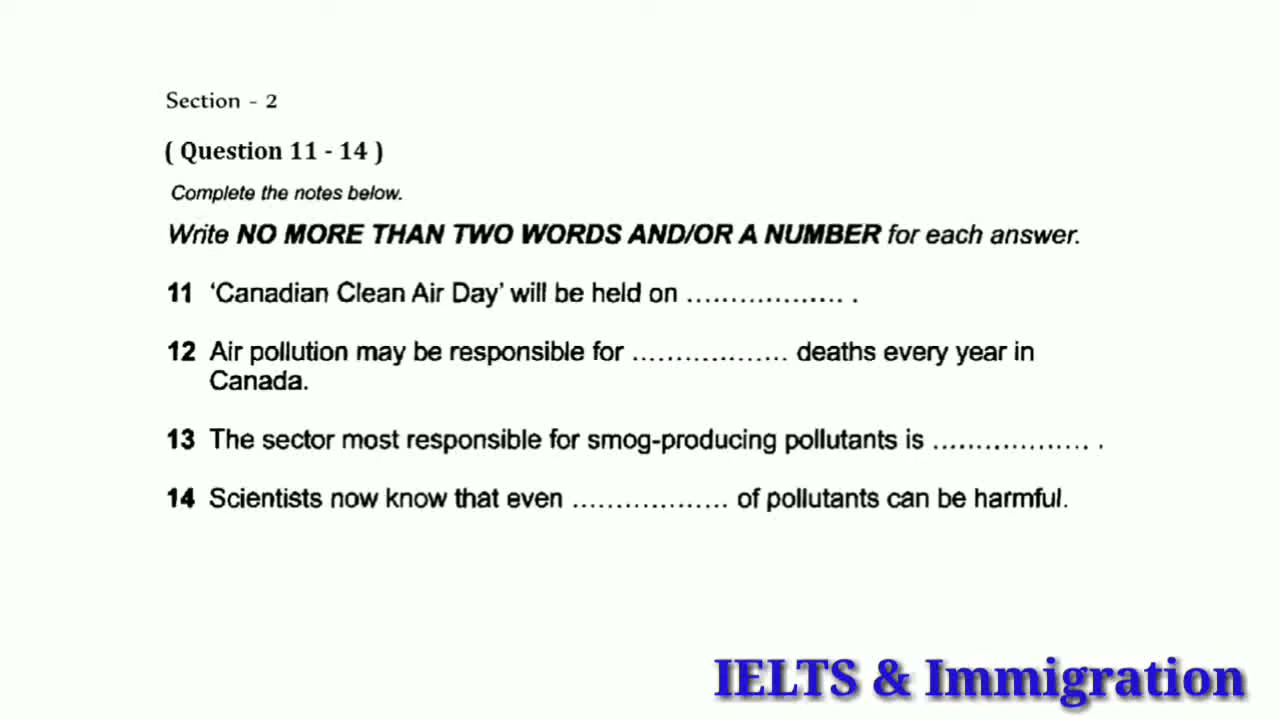 Section - 2
( Question 11 - 14 )
Complete the notes below.
Write NO MORE THAN TWO WORDS AND/OR A NUMBER for each answer.
11 ‘Canadian Clean Air Day’ will be held on .................. .
12 Air pollution may be responsible for .................. deaths every year in
Canada.
13 The sector most responsible for smog-producing pollutants is .................. .
14 Scientists now know that even .................. of pollutants can be harmful.
IELTS & Immigration